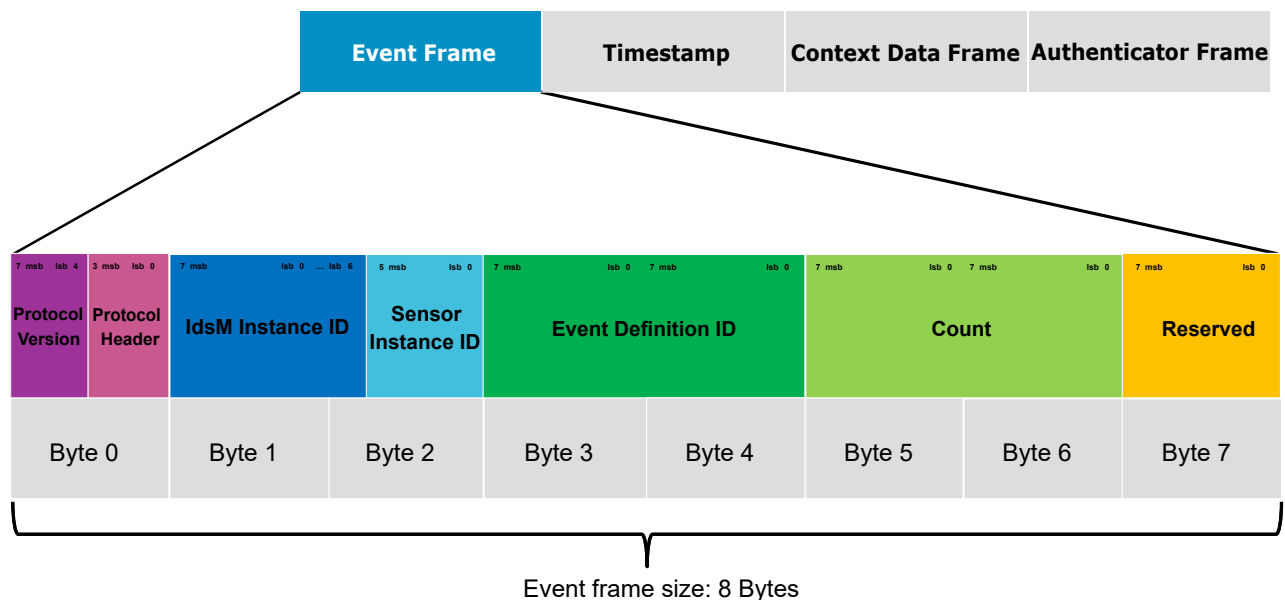 Event Frame Timestamp Context Data Frame Authenticator Frame
7 msb lsb 4 3 msb lsb 0 7 msb lsb 0 ... lsb 6 5 msb lsb 0 7 msb lsb 0 7 msb lsb 0 7 msb lsb 0 7 msb lsb 0 7 msb lsb 0
Protocol
Version
Protocol
Header
IdsM Instance ID
Sensor
Instance ID
Event Definition ID
Count
Reserved
Byte 0 Byte 1 Byte 2 Byte 3 Byte 4 Byte 5 Byte 6 Byte 7
Event frame size: 8 Bytes